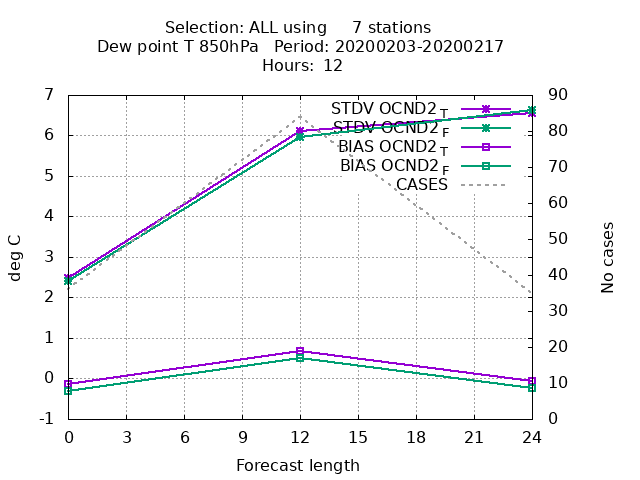 Selection: ALL using 7 stations
Dew point T 850hPa Period: 20200203-20200217
Hours: 12
7 90
STDV OCND2 T
STDV OCND2 F
BIAS OCND2 T
BIAS OCND2 F
CASES
6 80
5 70
4 60
3 50
2 40
1 30
0 20
-1 10
0
deg C
No cases
0 3 6 9 12 15 18 21 24
Forecast length